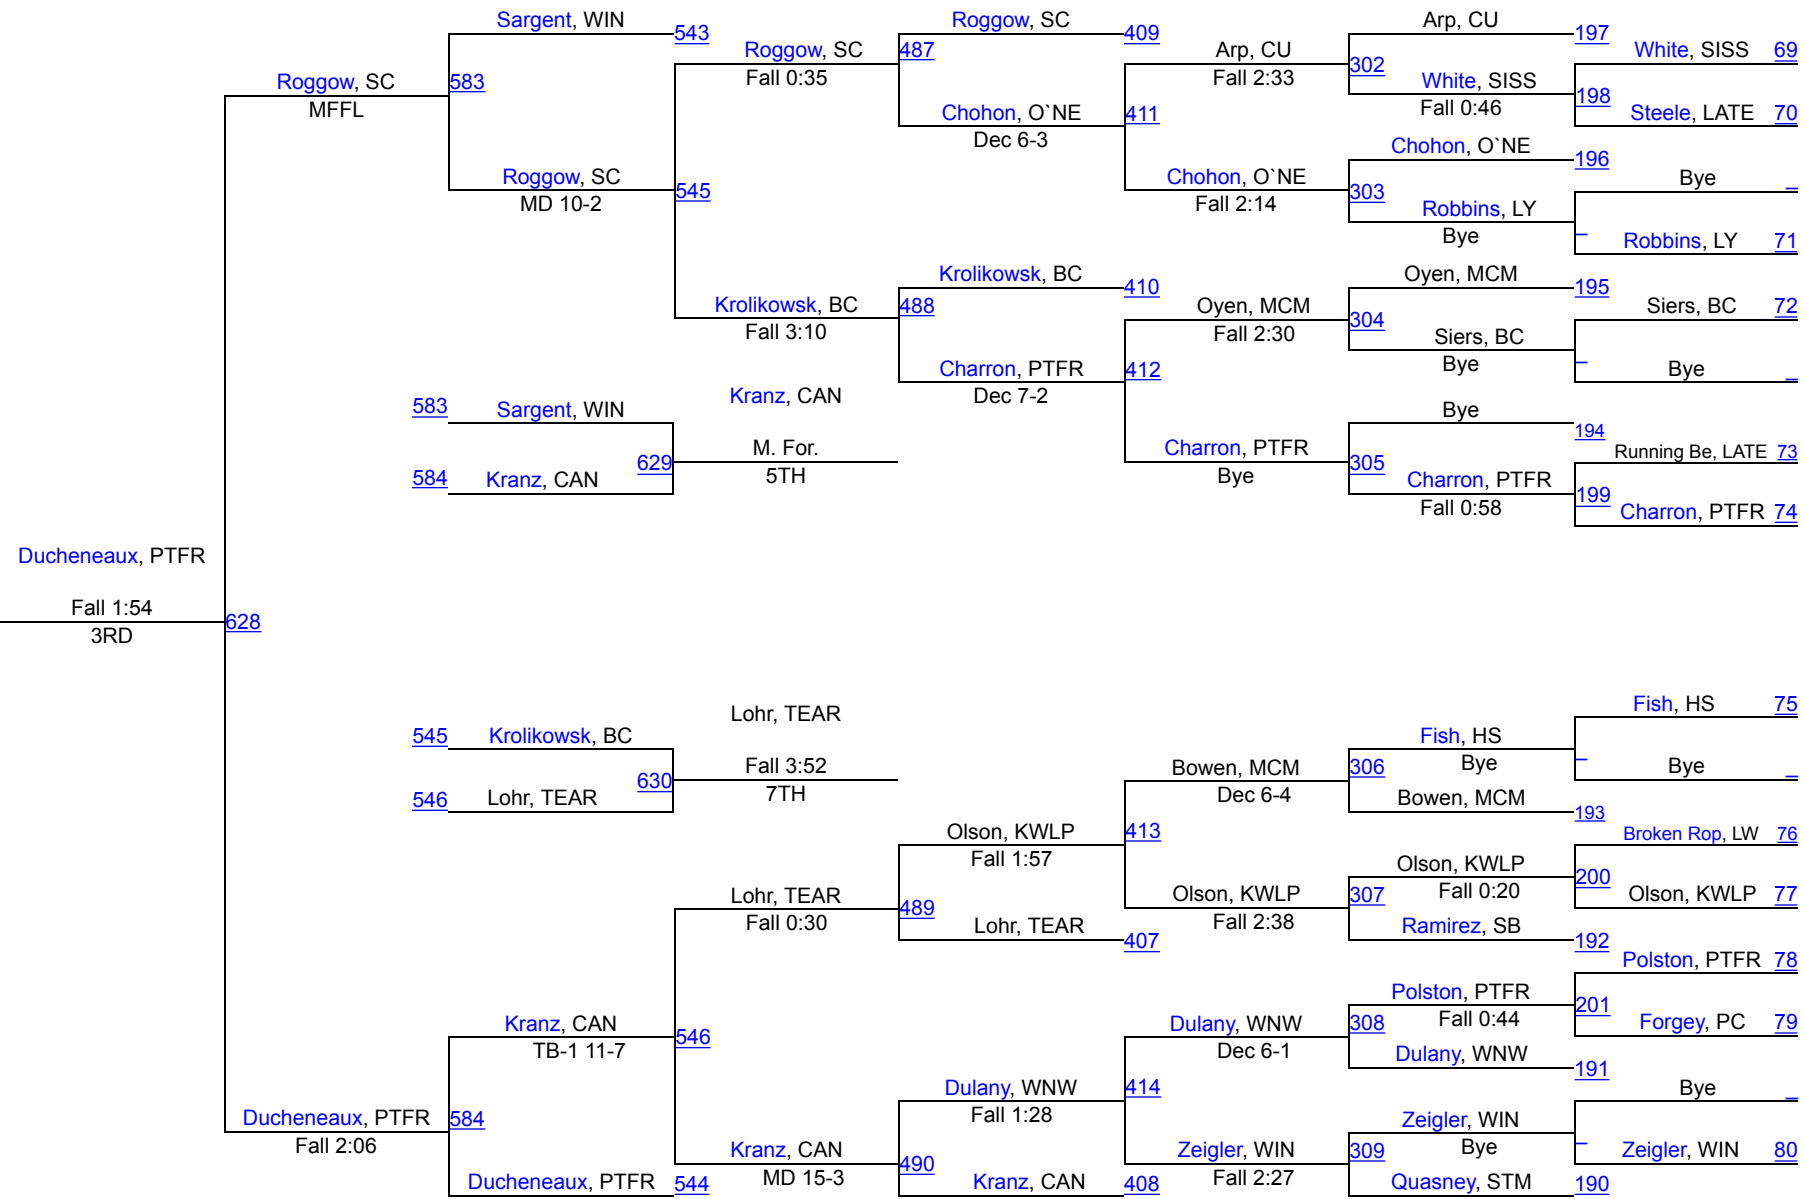 Sargent, WIN
543
Roggow, SC
409
Arp, CU
197
White, SISS 69
Roggow, SC
Fall 0:35
487
Arp, CU
Fall 2:33
302
White, SISS
Fall 0:46
198
Steele, LATE 70
Roggow, SC
MFFL
583
Chohon, O`NE
Dec 6-3
411
Chohon, O`NE
196
Bye _
Roggow, SC
MD 10-2
545
Chohon, O`NE
Fall 2:14
303
Robbins, LY
Bye
_
Robbins, LY 71
Krolikowsk, BC
410
Oyen, MCM
195
Siers, BC 72
Krolikowsk, BC
Fall 3:10
488
Oyen, MCM
Fall 2:30
304
Siers, BC
Bye
_
Bye _
Charron, PTFR
Dec 7-2
412
Kranz, CAN
583 Sargent, WIN
Bye
194
Running Be, LATE 73
584 Kranz, CAN
629
M. For.
5TH
Charron, PTFR
Bye
305
Charron, PTFR
Fall 0:58
199
Charron, PTFR 74
Ducheneaux, PTFR
Fall 1:54
3RD
628
Lohr, TEAR
Fish, HS 75
545 Krolikowsk, BC
630
Fall 3:52
7TH
546 Lohr, TEAR
Bowen, MCM
Dec 6-4
306
Fish, HS
Bye
_
Bye _
Bowen, MCM
193
Olson, KWLP
Fall 1:57
413
Broken Rop, LW 76
Lohr, TEAR
Fall 0:30
489
Olson, KWLP
Fall 2:38
307
Olson, KWLP
Fall 0:20
200
Olson, KWLP 77
Lohr, TEAR
407
Ramirez, SB
192
Polston, PTFR 78
Kranz, CAN
TB-1 11-7
546
Dulany, WNW
Dec 6-1
308
Polston, PTFR
Fall 0:44
201
Forgey, PC 79
Dulany, WNW
191
Bye _
Ducheneaux, PTFR
Fall 2:06
584
Dulany, WNW
Fall 1:28
414
Zeigler, WIN
Bye
_
Kranz, CAN
MD 15-3
490
Zeigler, WIN
Fall 2:27
309
Zeigler, WIN 80
Ducheneaux, PTFR
544
Kranz, CAN
408
Quasney, STM
190